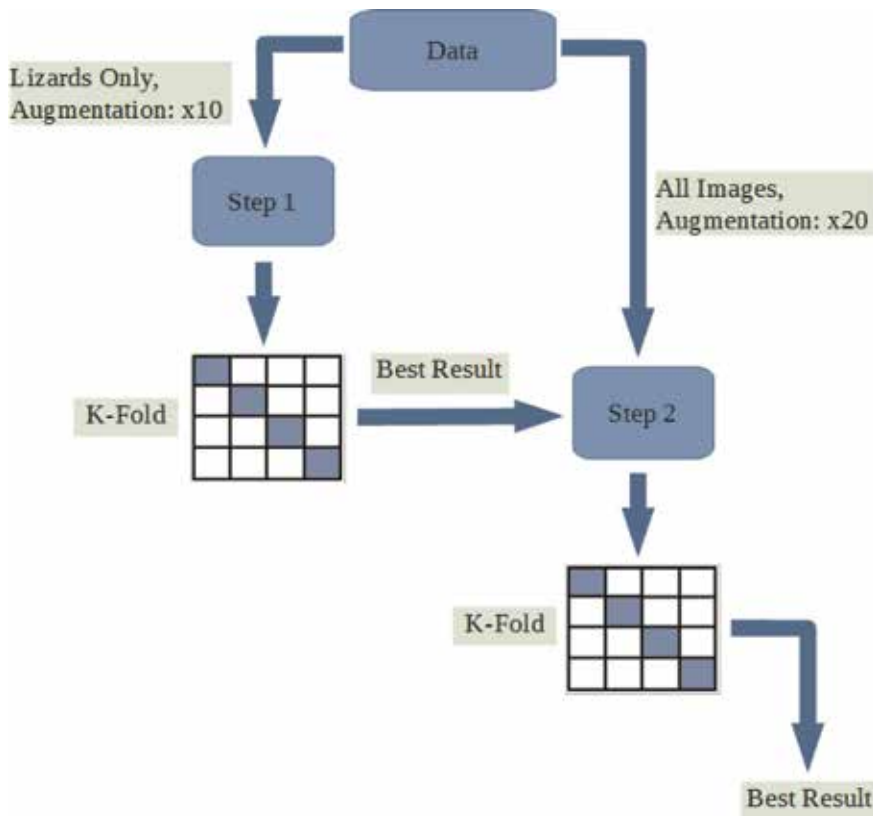 Data
Lizards Only,
Augmentation: x10
Step 1
All Images,
Augmentation: x20
Best Result
K-Fold
Step 2
K-Fold
Best Result